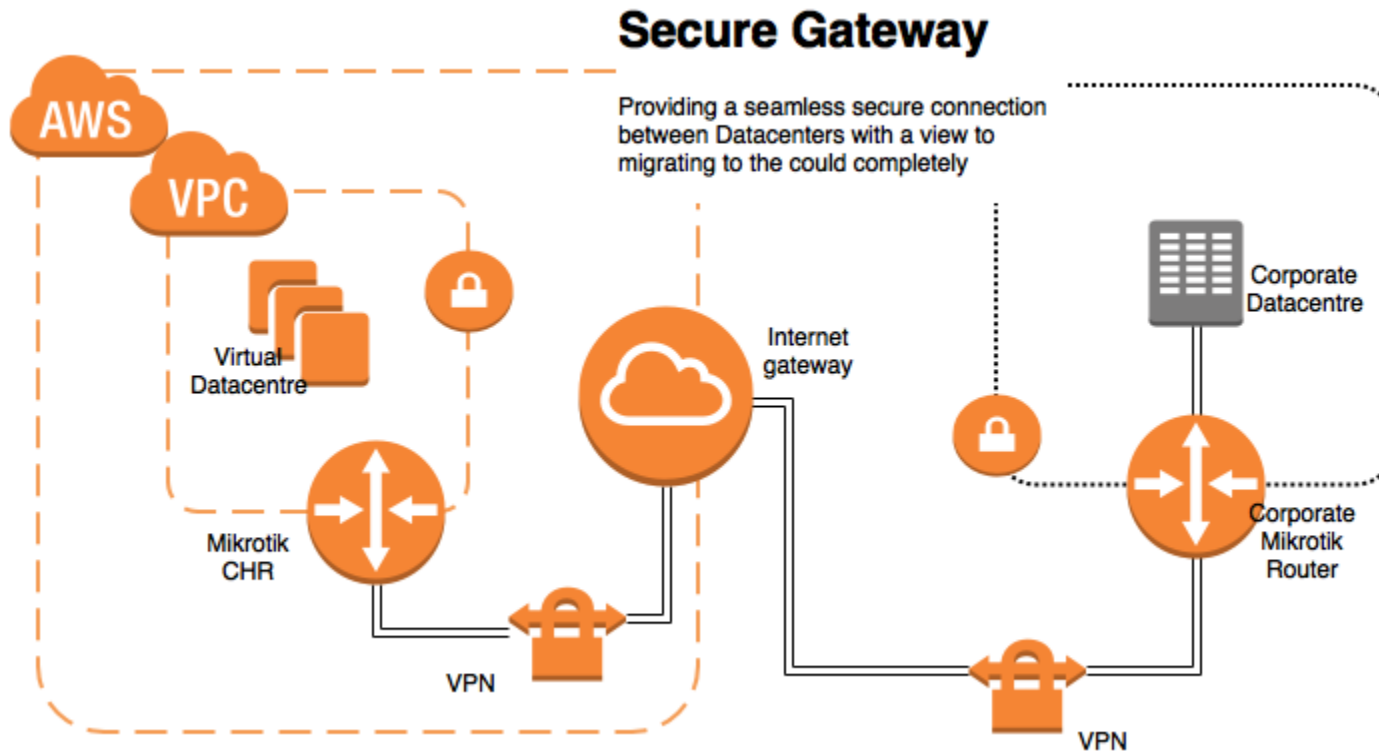 Secure Gateway
Providing a seamless secure connection
between Datacenters with a view to
migrating to the could completely
AWS
VPC
Virtual
Datacentre
Internet
gateway
Corporate
Datacentre
Mikrotik
CHR
Corporate
Mikrotik
Router
VPN
VPN